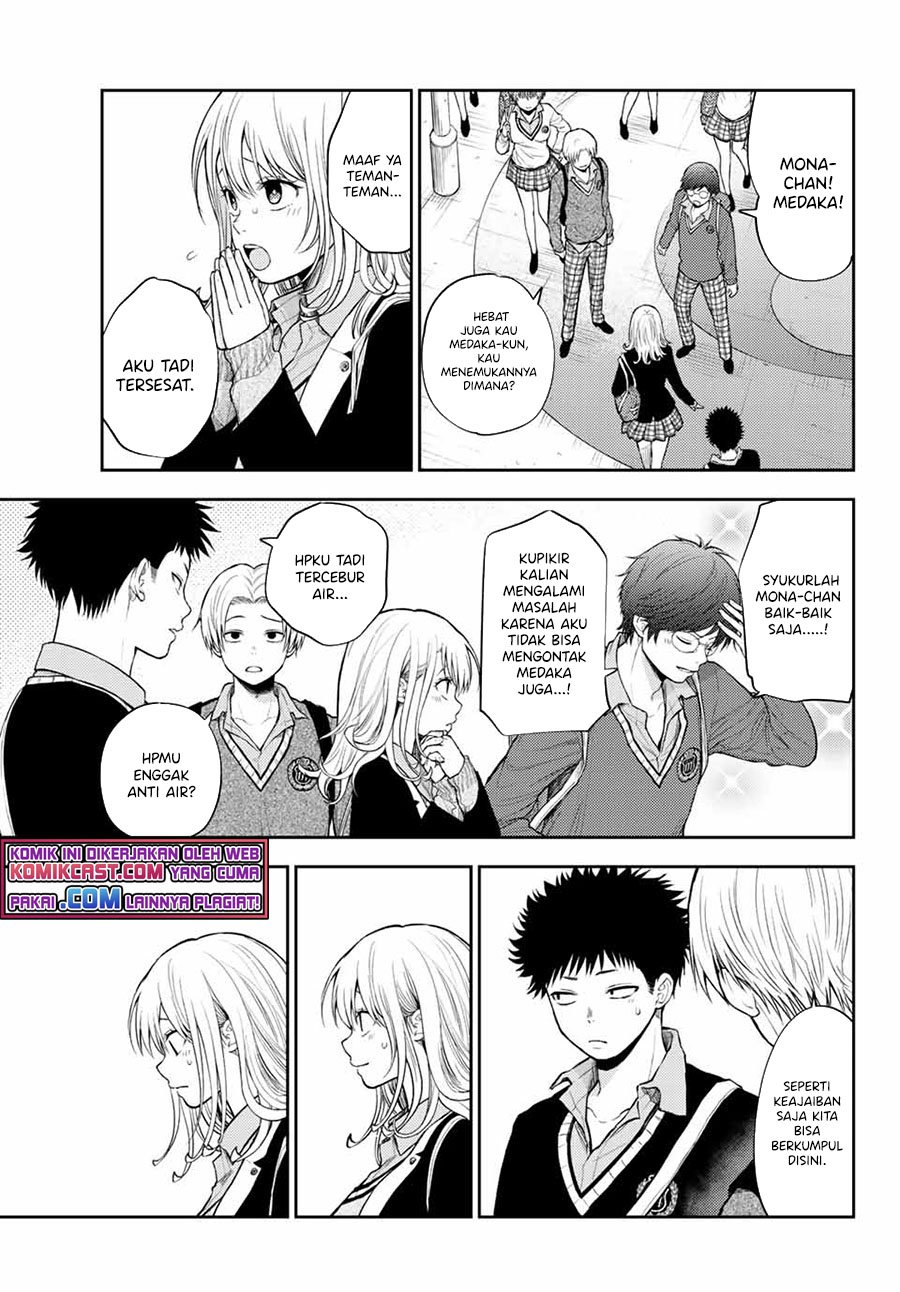 MONA-
CHAN!
MEDAKA!
HEBAT
JUGA KAU
MEDAKA-KUN,
KAU
MENEMUKANNYA
DIMANA?
MAAF YA
TEMAN-
TEMAN...
AKU TADI
TERSESAT.
SYUKURLAH
MONA-CHAN
BAIK-BAIK
SAJA.....!
KUPIKIR
KALIAN
MENGALAMI
MASALAH
KARENA AKU
TIDAK BISA
MENGONTAK
MEDAKA
JUGA...!
HPKU TADI
TERCEBUR
AIR...
HPMU
ENGGAK
ANTI AIR?
KOMIK INI DIKERJAKAN OLEH WEB
KOMIKCAST.COM YANG CUMA
PAKAI .COM LAINNYA PLAGIAT!
SEPERTI
KEAJAIBAN
SAJA KITA
BISA
BERKUMPUL
DISINI.